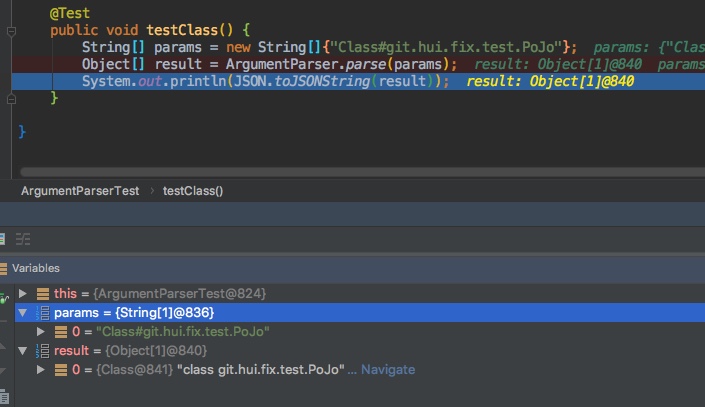 @Test
public void testClass() {
String[] params = new String[]{"Class#git.hui.fix.test.PoJo"}; params: {"Clas
Object[] result = ArgumentParser.parse(params); result: Object[1]@840 params
System.out.println(JSON.toJSONString(result)); result: Object[1]@840
}
}
ArgumentParserTest › testClass()
Variables
this = {ArgumentParserTest@824}
params = {String[1]@836}
0 = "Class#git.hui.fix.test.PoJo"
result = {Object[1]@840}
0 = {Class@841} "class git.hui.fix.test.PoJo" ... Navigate